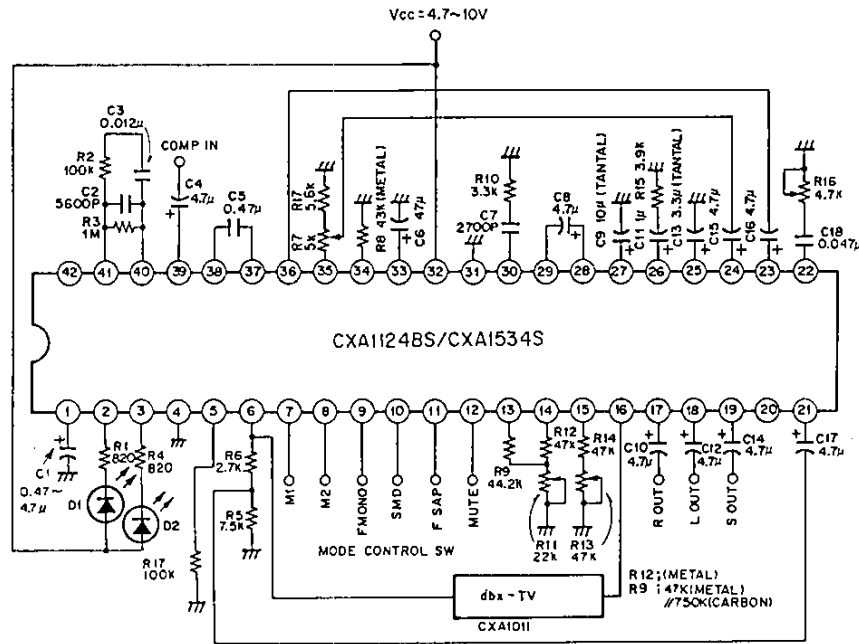 Vcc = 4.7~10V
C3
0.012μ
R2
100K
C2
5600P
R3
1M
COMP IN
C4
4.7μ
C5
0.47μ
R17
5.6K
R7
5K
R8 43K(METAL)
C6 47μ
R10
3.3K
C7
2700P
C8
4.7μ
C9 10μ(TANTAL)
C11 1μ
R15 3.9K
C13 3.3μ(TANTAL)
C15 4.7μ
C16 4.7μ
R16
4.7K
C18
0.047μ
42 41 40 39 38 37 36 35 34 33 32 31 30 29 28 27 26 25 24 23 22
CXA1124BS/CXA1534S
1 2 3 4 5 6 7 8 9 10 11 12 13 14 15 16 17 18 19 20 21
C1
0.47~
4.7μ
R1
820
R4
820
D1
D2
R17
100K
R6
2.7K
R5
7.5K
M1
M2
FMONO
SMD
F SAP
MUTE
MODE CONTROL SW
R9
44.2K
R12
47K
R14
47K
R11
22K
R13
47K
C10
4.7μ
C12
4.7μ
C14
4.7μ
C17
4.7μ
R OUT
L OUT
S OUT
R12 ; (METAL)
R9 ; 47K(METAL)
//750K(CARBON)
dbx-TV
CXA1011